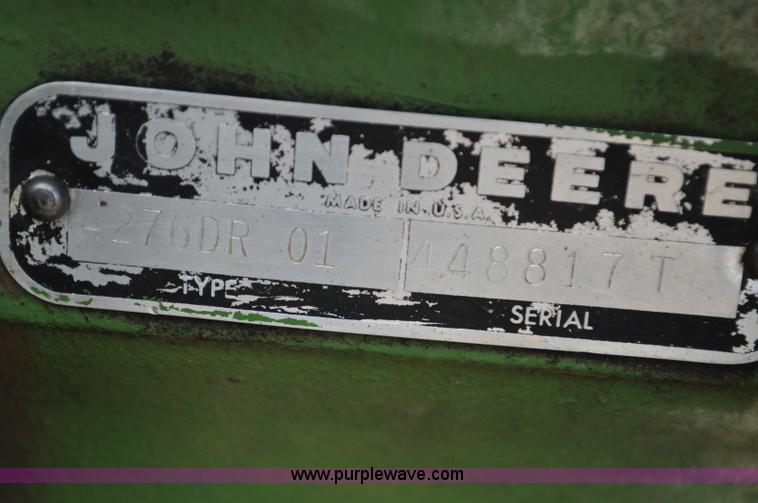 JOHN DEERE
MADE IN U.S.A.
4276DR 01 448817T
TYPE SERIAL
www.purplewave.com